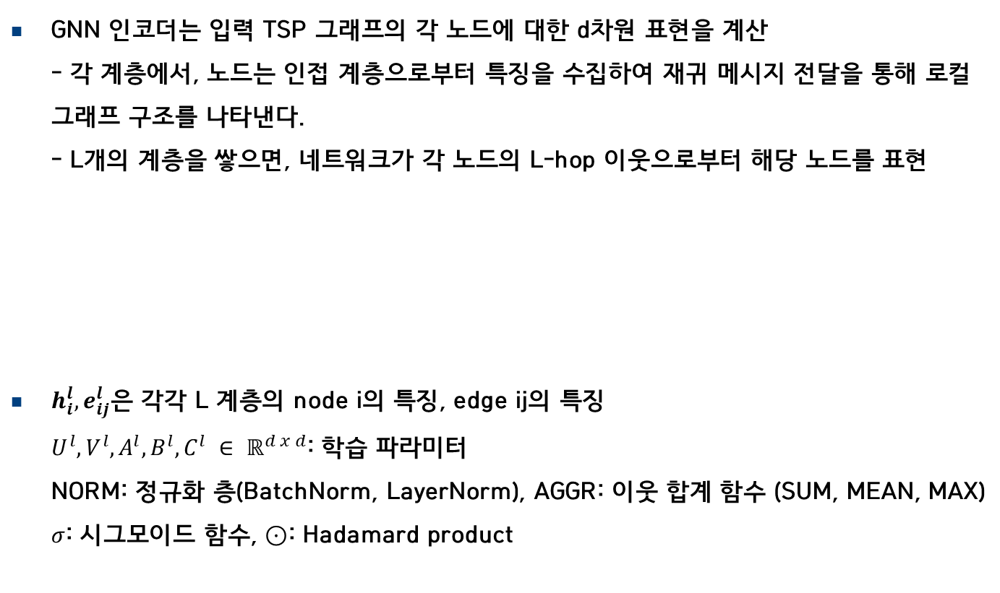 ▪ GNN 인코더는 입력 TSP 그래프의 각 노드에 대한 d차원 표현을 계산
- 각 계층에서, 노드는 인접 계층으로부터 특징을 수집하여 재귀 메시지 전달을 통해 로컬
그래프 구조를 나타낸다.
- L개의 계층을 쌓으면, 네트워크가 각 노드의 L-hop 이웃으로부터 해당 노드를 표현
▪ $h_i^l, e_{ij}^l$은 각각 L 계층의 node i의 특징, edge ij의 특징
$U^l, V^l, A^l, B^l, C^l \in \mathbb{R}^{d x d}$: 학습 파라미터
NORM: 정규화 층(BatchNorm, LayerNorm), AGGR: 이웃 합계 함수 (SUM, MEAN, MAX)
σ: 시그모이드 함수, ⊙: Hadamard product